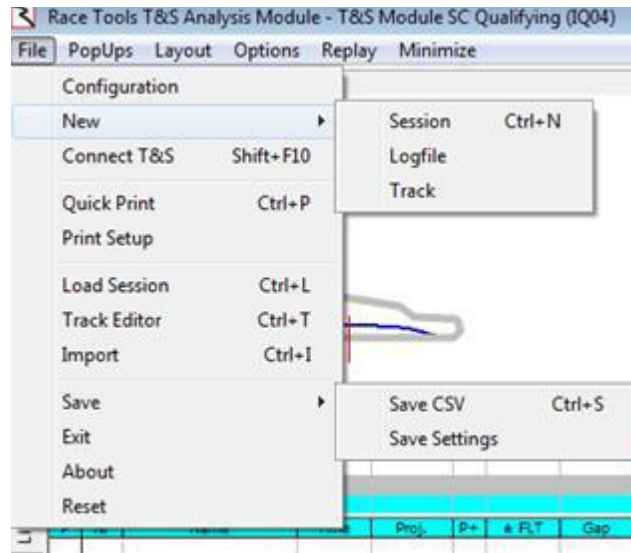 Race Tools T&S Analysis Module - T&S Module SC Qualifying (IQ04)
File PopUps Layout Options Replay Minimize
Configuration
New
Session Ctrl+N
Connect T&S Shift+F10
Logfile
Track
Quick Print Ctrl+P
Print Setup
Load Session Ctrl+L
Track Editor Ctrl+T
Import Ctrl+I
Save
Save CSV Ctrl+S
Exit
Save Settings
About
Reset
Proj. P+ * FLT Gap